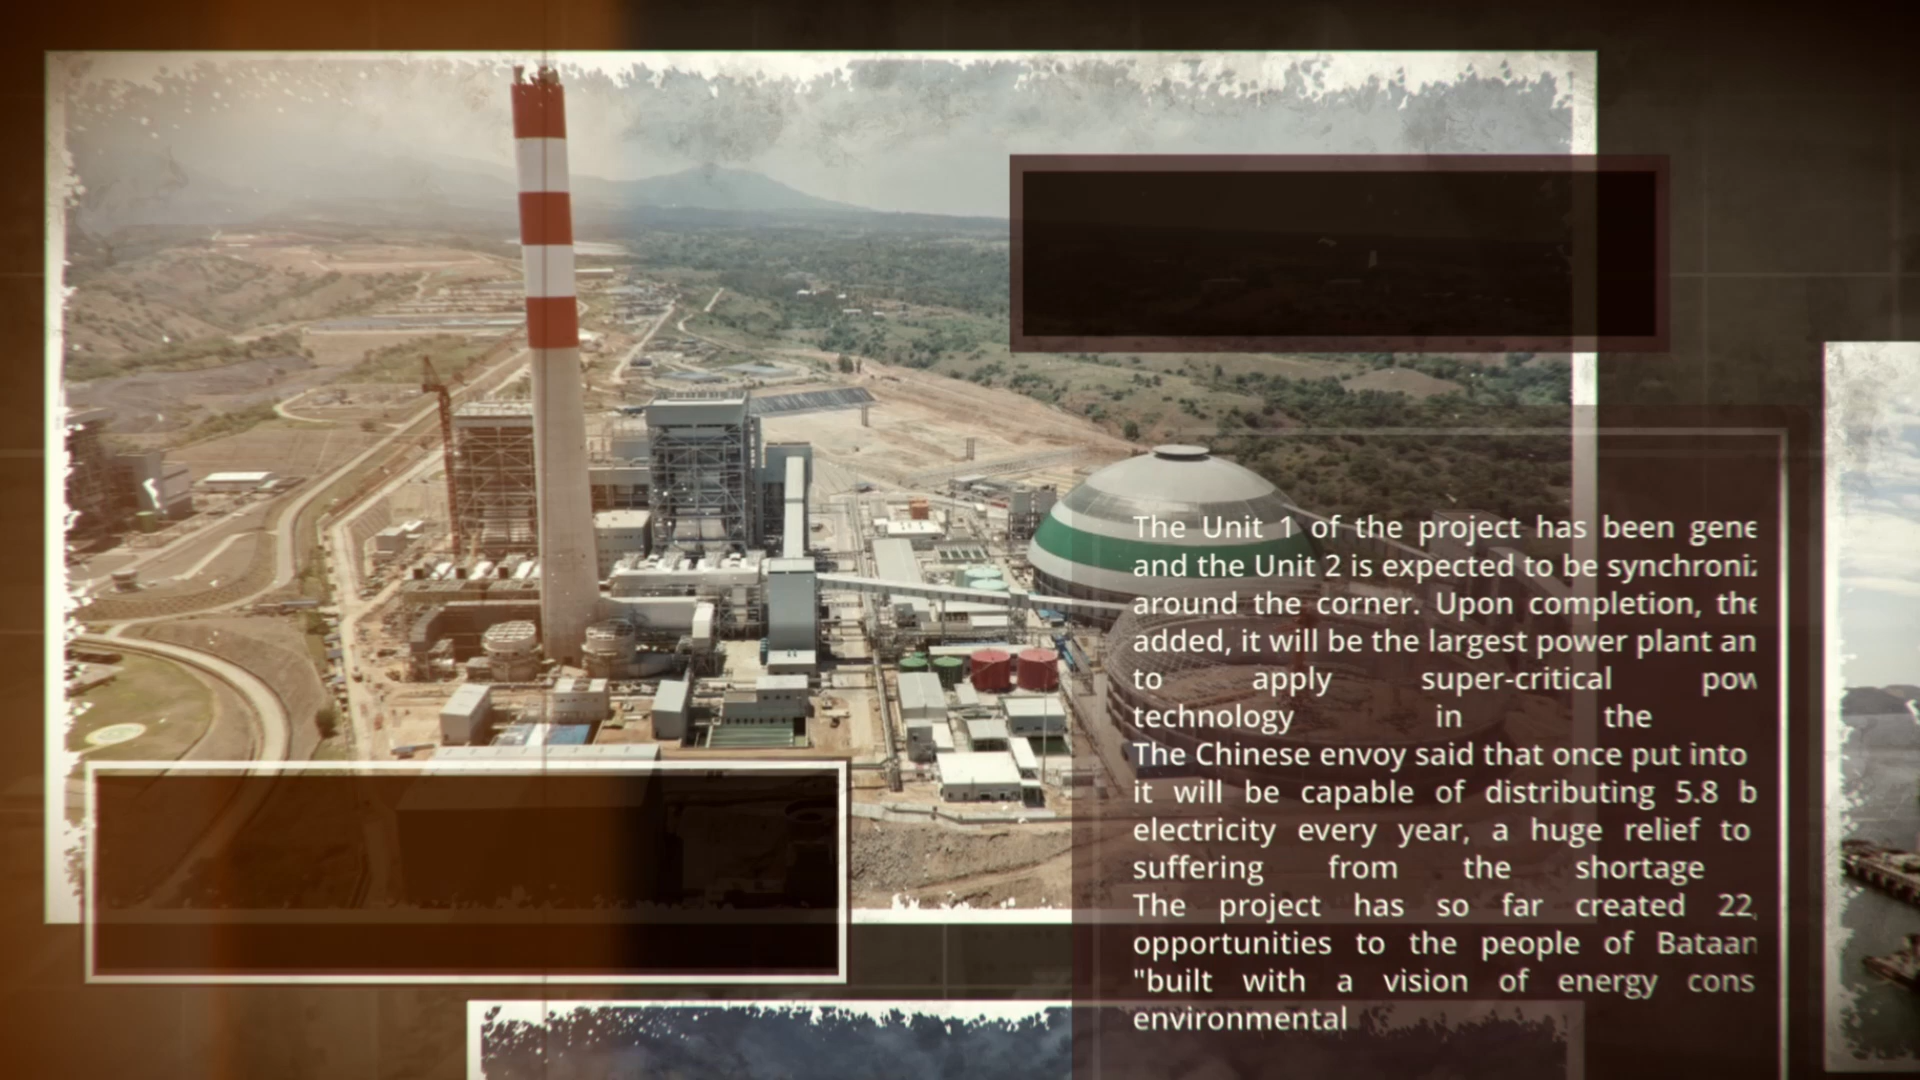 The Unit 1 of the project has been gene
and the Unit 2 is expected to be synchroni
around the corner. Upon completion, the
added, it will be the largest power plant an
to apply super-critical pow
technology in the
The Chinese envoy said that once put into
it will be capable of distributing 5.8 b
electricity every year, a huge relief to
suffering from the shortage
The project has so far created 22,
opportunities to the people of Bataan
"built with a vision of energy cons
environmental